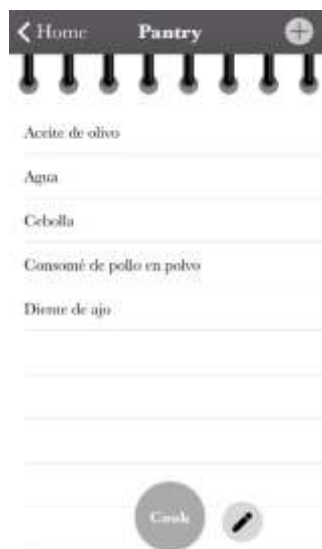 Home
Pantry
Aceite de olivo
Agua
Cebolla
Consomé de pollo en polvo
Diente de ajo
Cook